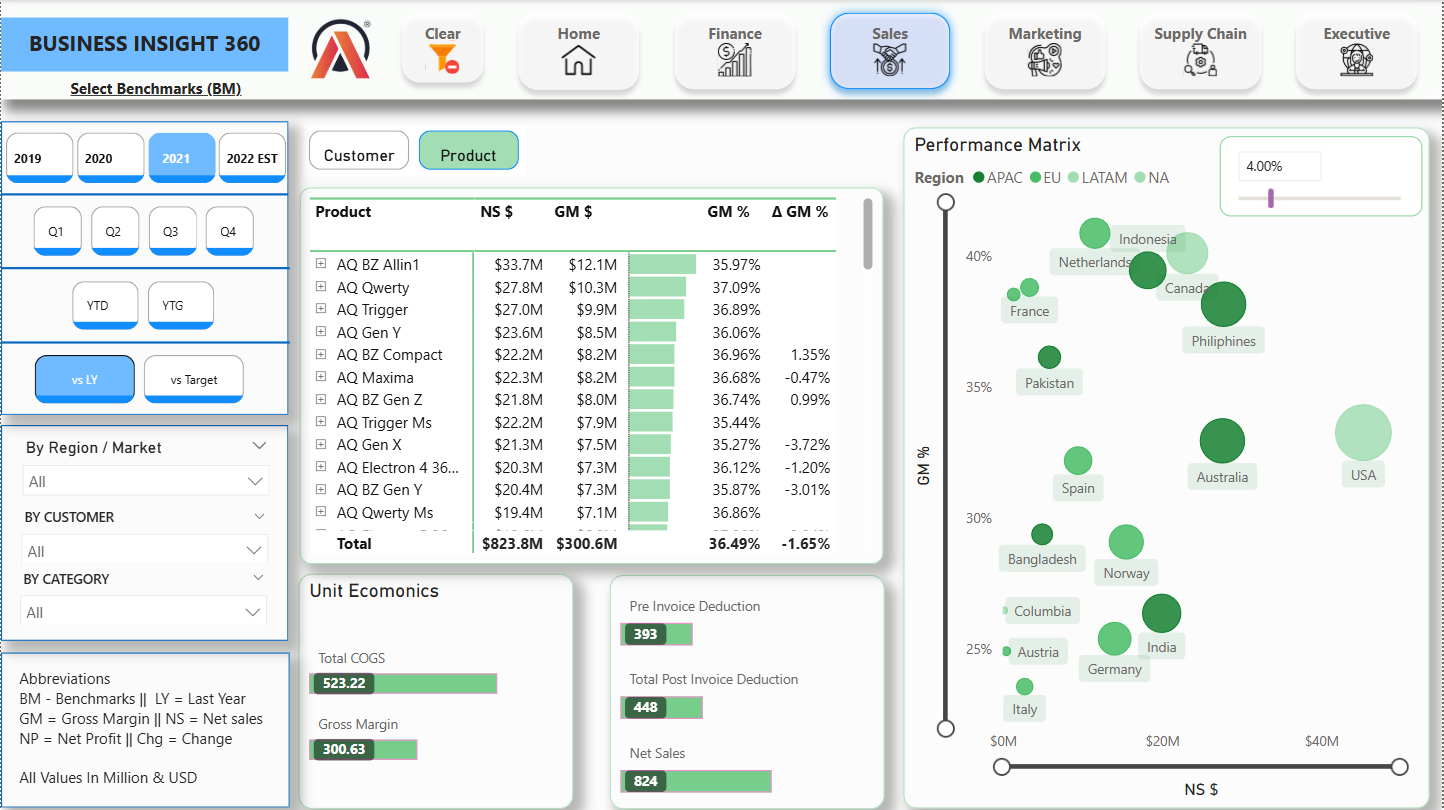 BUSINESS INSIGHT 360
Select Benchmarks (BM)
®
Clear
Home
Finance
Sales
Marketing
Supply Chain
Executive
2019
2020
2021
2022 EST
Q1
Q2
Q3
Q4
YTD
YTG
vs LY
vs Target
By Region / Market
All
BY CUSTOMER
All
BY CATEGORY
All
Abbreviations
BM - Benchmarks || LY = Last Year
GM = Gross Margin || NS = Net sales
NP = Net Profit || Chg = Change
All Values In Million & USD
Customer
Product
Product NS $ GM $ GM % Δ GM %
AQ BZ Allin1 $33.7M $12.1M 35.97%
AQ Qwerty $27.8M $10.3M 37.09%
AQ Trigger $27.0M $9.9M 36.89%
AQ Gen Y $23.6M $8.5M 36.06%
AQ BZ Compact $22.2M $8.2M 36.96% 1.35%
AQ Maxima $22.3M $8.2M 36.68% -0.47%
AQ BZ Gen Z $21.8M $8.0M 36.74% 0.99%
AQ Trigger Ms $22.2M $7.9M 35.44%
AQ Gen X $21.3M $7.5M 35.27% -3.72%
AQ Electron 4 36... $20.3M $7.3M 36.12% -1.20%
AQ BZ Gen Y $20.4M $7.3M 35.87% -3.01%
AQ Qwerty Ms $19.4M $7.1M 36.86%
Total $823.8M $300.6M 36.49% -1.65%
Unit Ecomonics
Total COGS
523.22
Gross Margin
300.63
Pre Invoice Deduction
393
Total Post Invoice Deduction
448
Net Sales
824
Performance Matrix
Region APAC EU LATAM NA
4.00%
GM %
40%
35%
30%
25%
Indonesia
Netherlands
Canada
France
Philiphines
Pakistan
Australia
USA
Spain
Bangladesh
Norway
Columbia
India
Austria
Germany
Italy
$0M
$20M
$40M
NS $